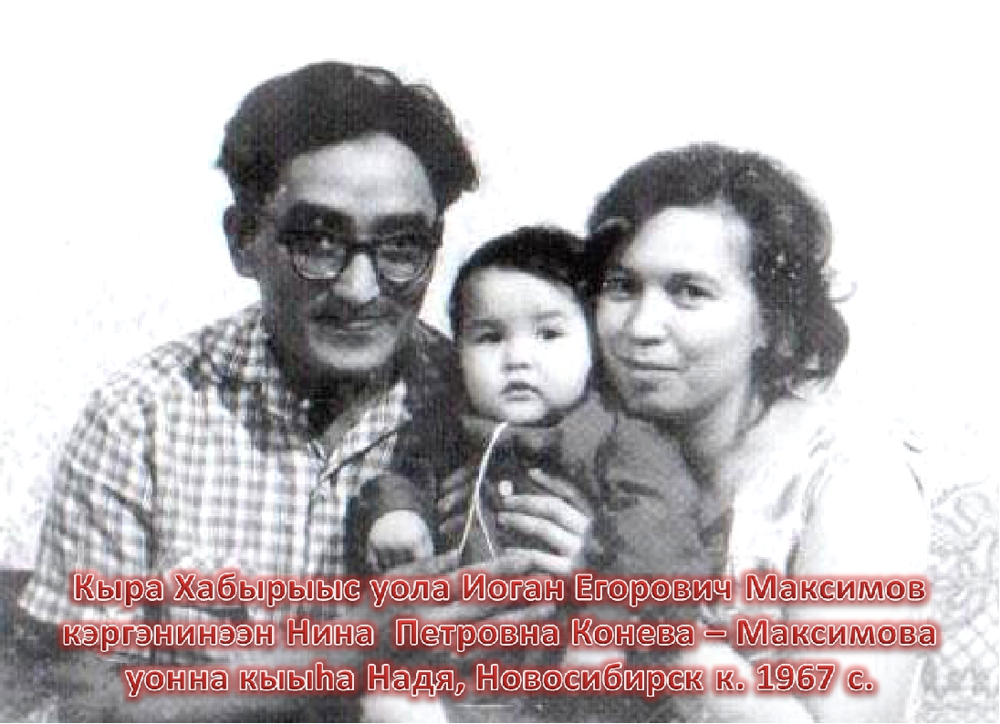 Кыра Хабырыыс уола Иоган Егорович Максимов
кэргэнинээн Нина Петровна Конева – Максимова
уонна кыыһа Надя, Новосибирск к. 1967 с.